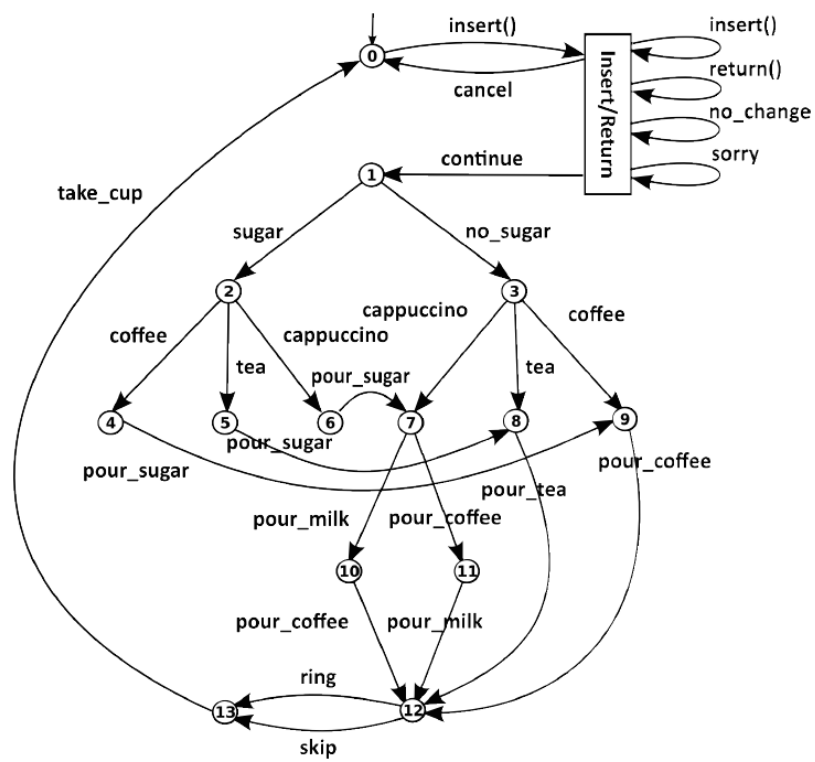 insert()
insert()
0
return()
cancel
no_change
Insert/Return
sorry
continue
1
take_cup
sugar
no_sugar
2
3
cappuccino
coffee
coffee
cappuccino
tea
tea
pour_sugar
4
5
6
7
8
9
pour_sugar
pour_sugar
pour_coffee
pour_tea
pour_milk
pour_coffee
10
11
pour_coffee
pour_milk
ring
13
12
skip